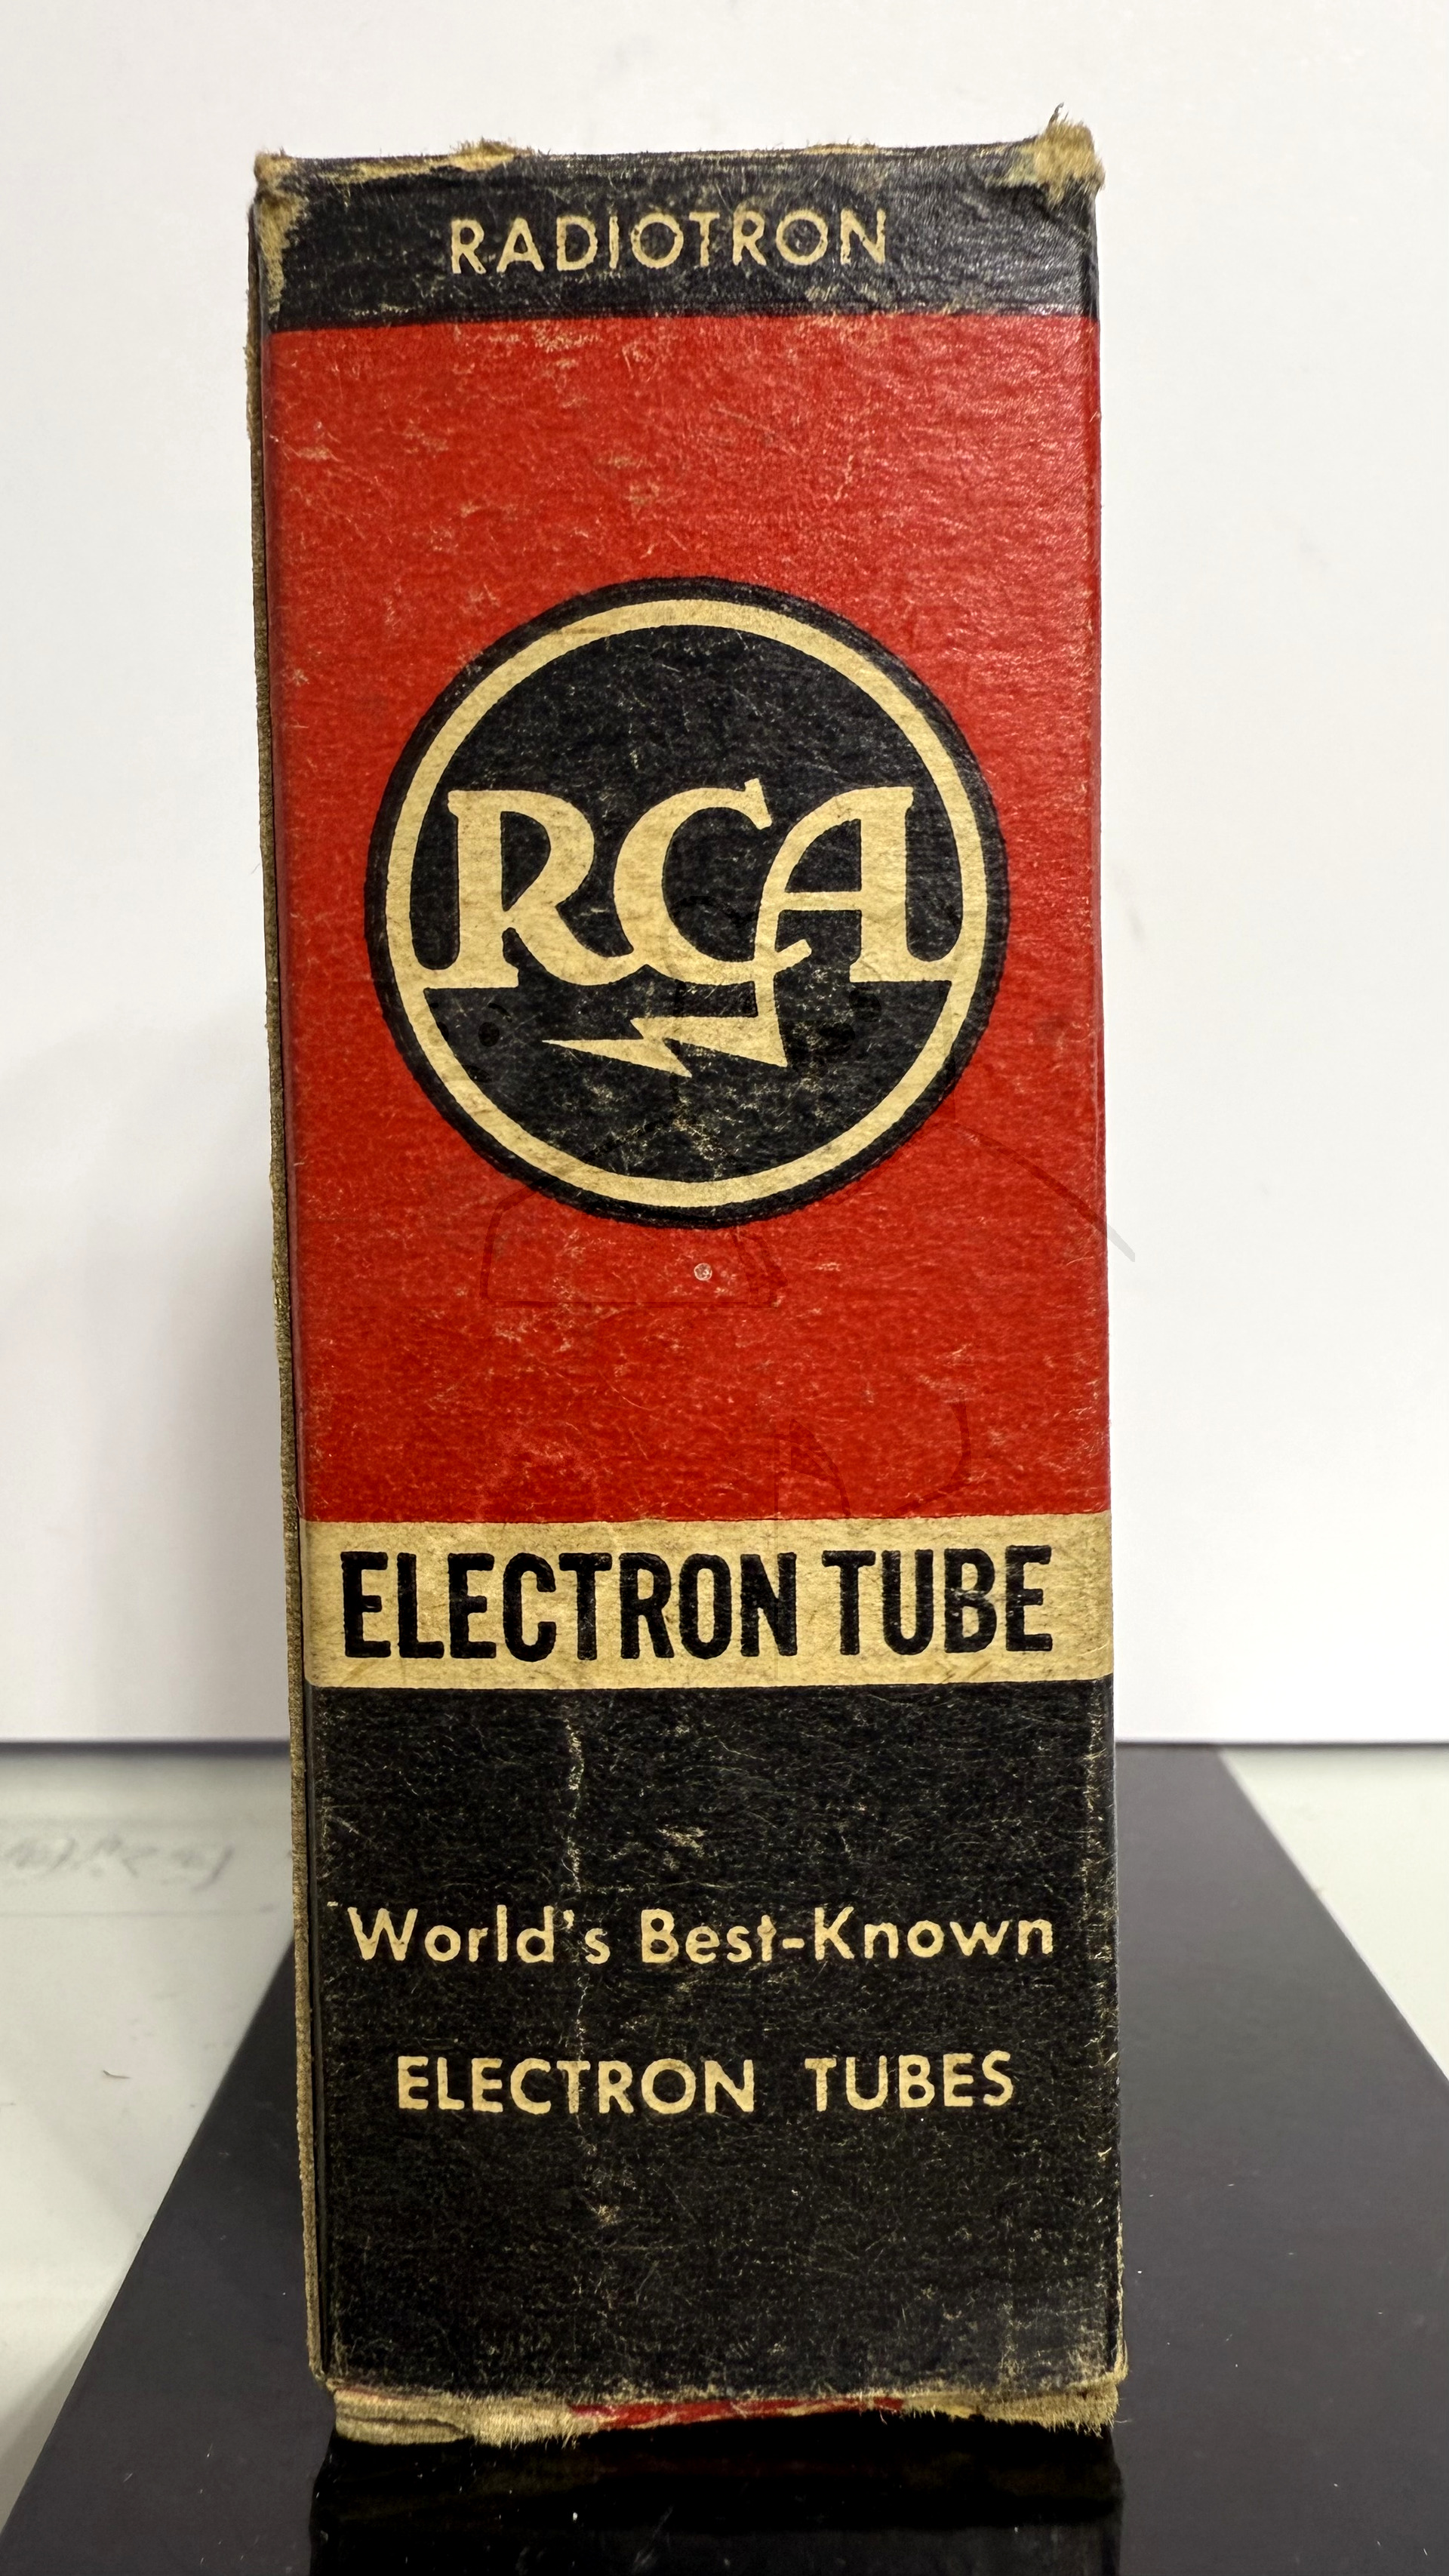 RADIOTRON
RCA
ELECTRON TUBE
World's Best-Known
ELECTRON TUBES